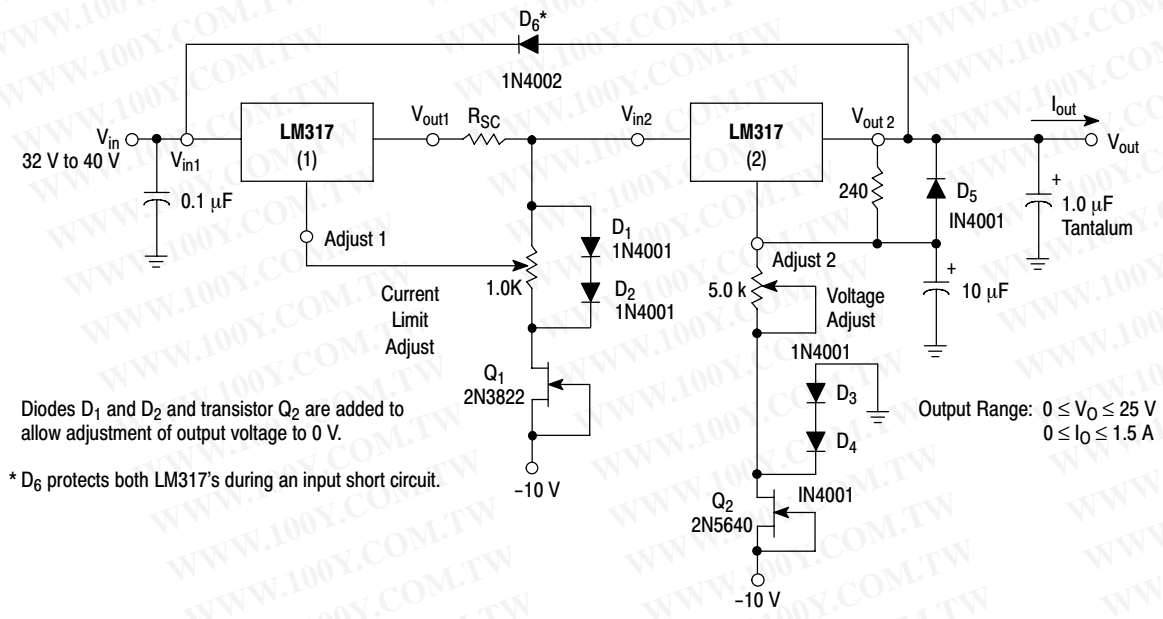 D6*
1N4002
Vin
32 V to 40 V
Vin1
0.1 μF
LM317
(1)
Adjust 1
Vout1
RSC
Vin2
LM317
(2)
Adjust 2
Vout 2
Iout
Vout
240
D5
IN4001
1.0 μF
Tantalum
+
+
10 μF
1.0K
Current
Limit
Adjust
D1
1N4001
D2
1N4001
5.0 k
Voltage
Adjust
1N4001
D3
D4
IN4001
Q1
2N3822
–10 V
Q2
2N5640
–10 V
Output Range: 0 ≤ VO ≤ 25 V
0 ≤ IO ≤ 1.5 A
Diodes D1 and D2 and transistor Q2 are added to
allow adjustment of output voltage to 0 V.
* D6 protects both LM317's during an input short circuit.
WWW.100Y.COM.TW